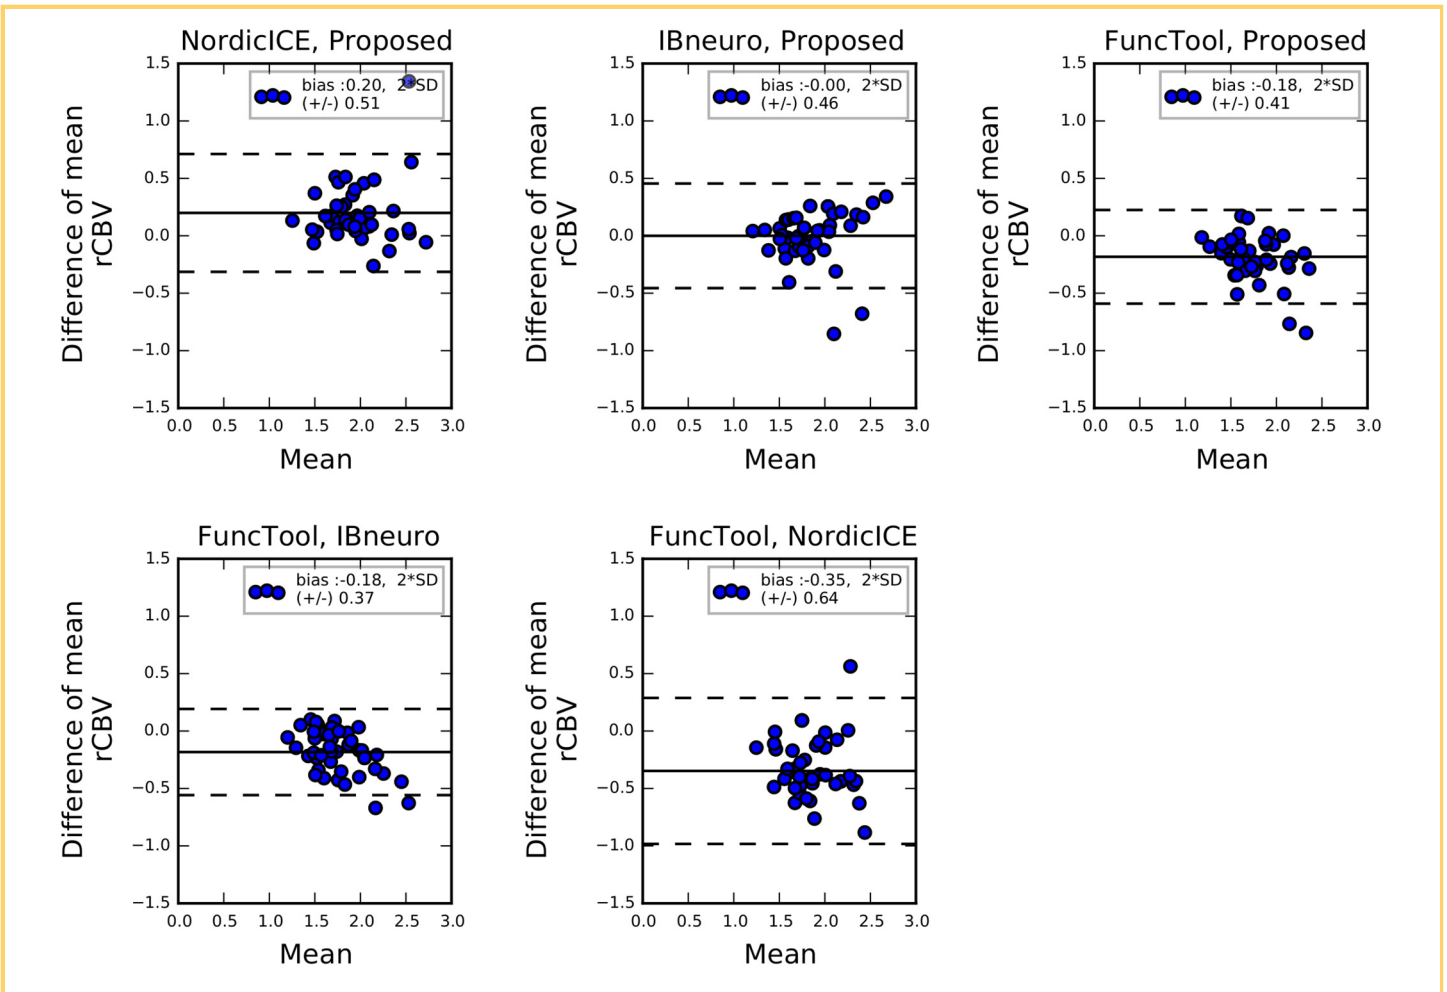 NordicICE, Proposed
1.5
1.0
0.5
0.0
−0.5
−1.0
−1.5
Difference of mean
rCBV
bias :0.20, 2*SD
(+/-) 0.51
0.0 0.5 1.0 1.5 2.0 2.5 3.0
Mean
IBneuro, Proposed
1.5
1.0
0.5
0.0
−0.5
−1.0
−1.5
Difference of mean
rCBV
bias :-0.00, 2*SD
(+/-) 0.46
0.0 0.5 1.0 1.5 2.0 2.5 3.0
Mean
FuncTool, Proposed
1.5
1.0
0.5
0.0
−0.5
−1.0
−1.5
Difference of mean
rCBV
bias :-0.18, 2*SD
(+/-) 0.41
0.0 0.5 1.0 1.5 2.0 2.5 3.0
Mean
FuncTool, IBneuro
1.5
1.0
0.5
0.0
−0.5
−1.0
−1.5
Difference of mean
rCBV
bias :-0.18, 2*SD
(+/-) 0.37
0.0 0.5 1.0 1.5 2.0 2.5 3.0
Mean
FuncTool, NordicICE
1.5
1.0
0.5
0.0
−0.5
−1.0
−1.5
Difference of mean
rCBV
bias :-0.35, 2*SD
(+/-) 0.64
0.0 0.5 1.0 1.5 2.0 2.5 3.0
Mean